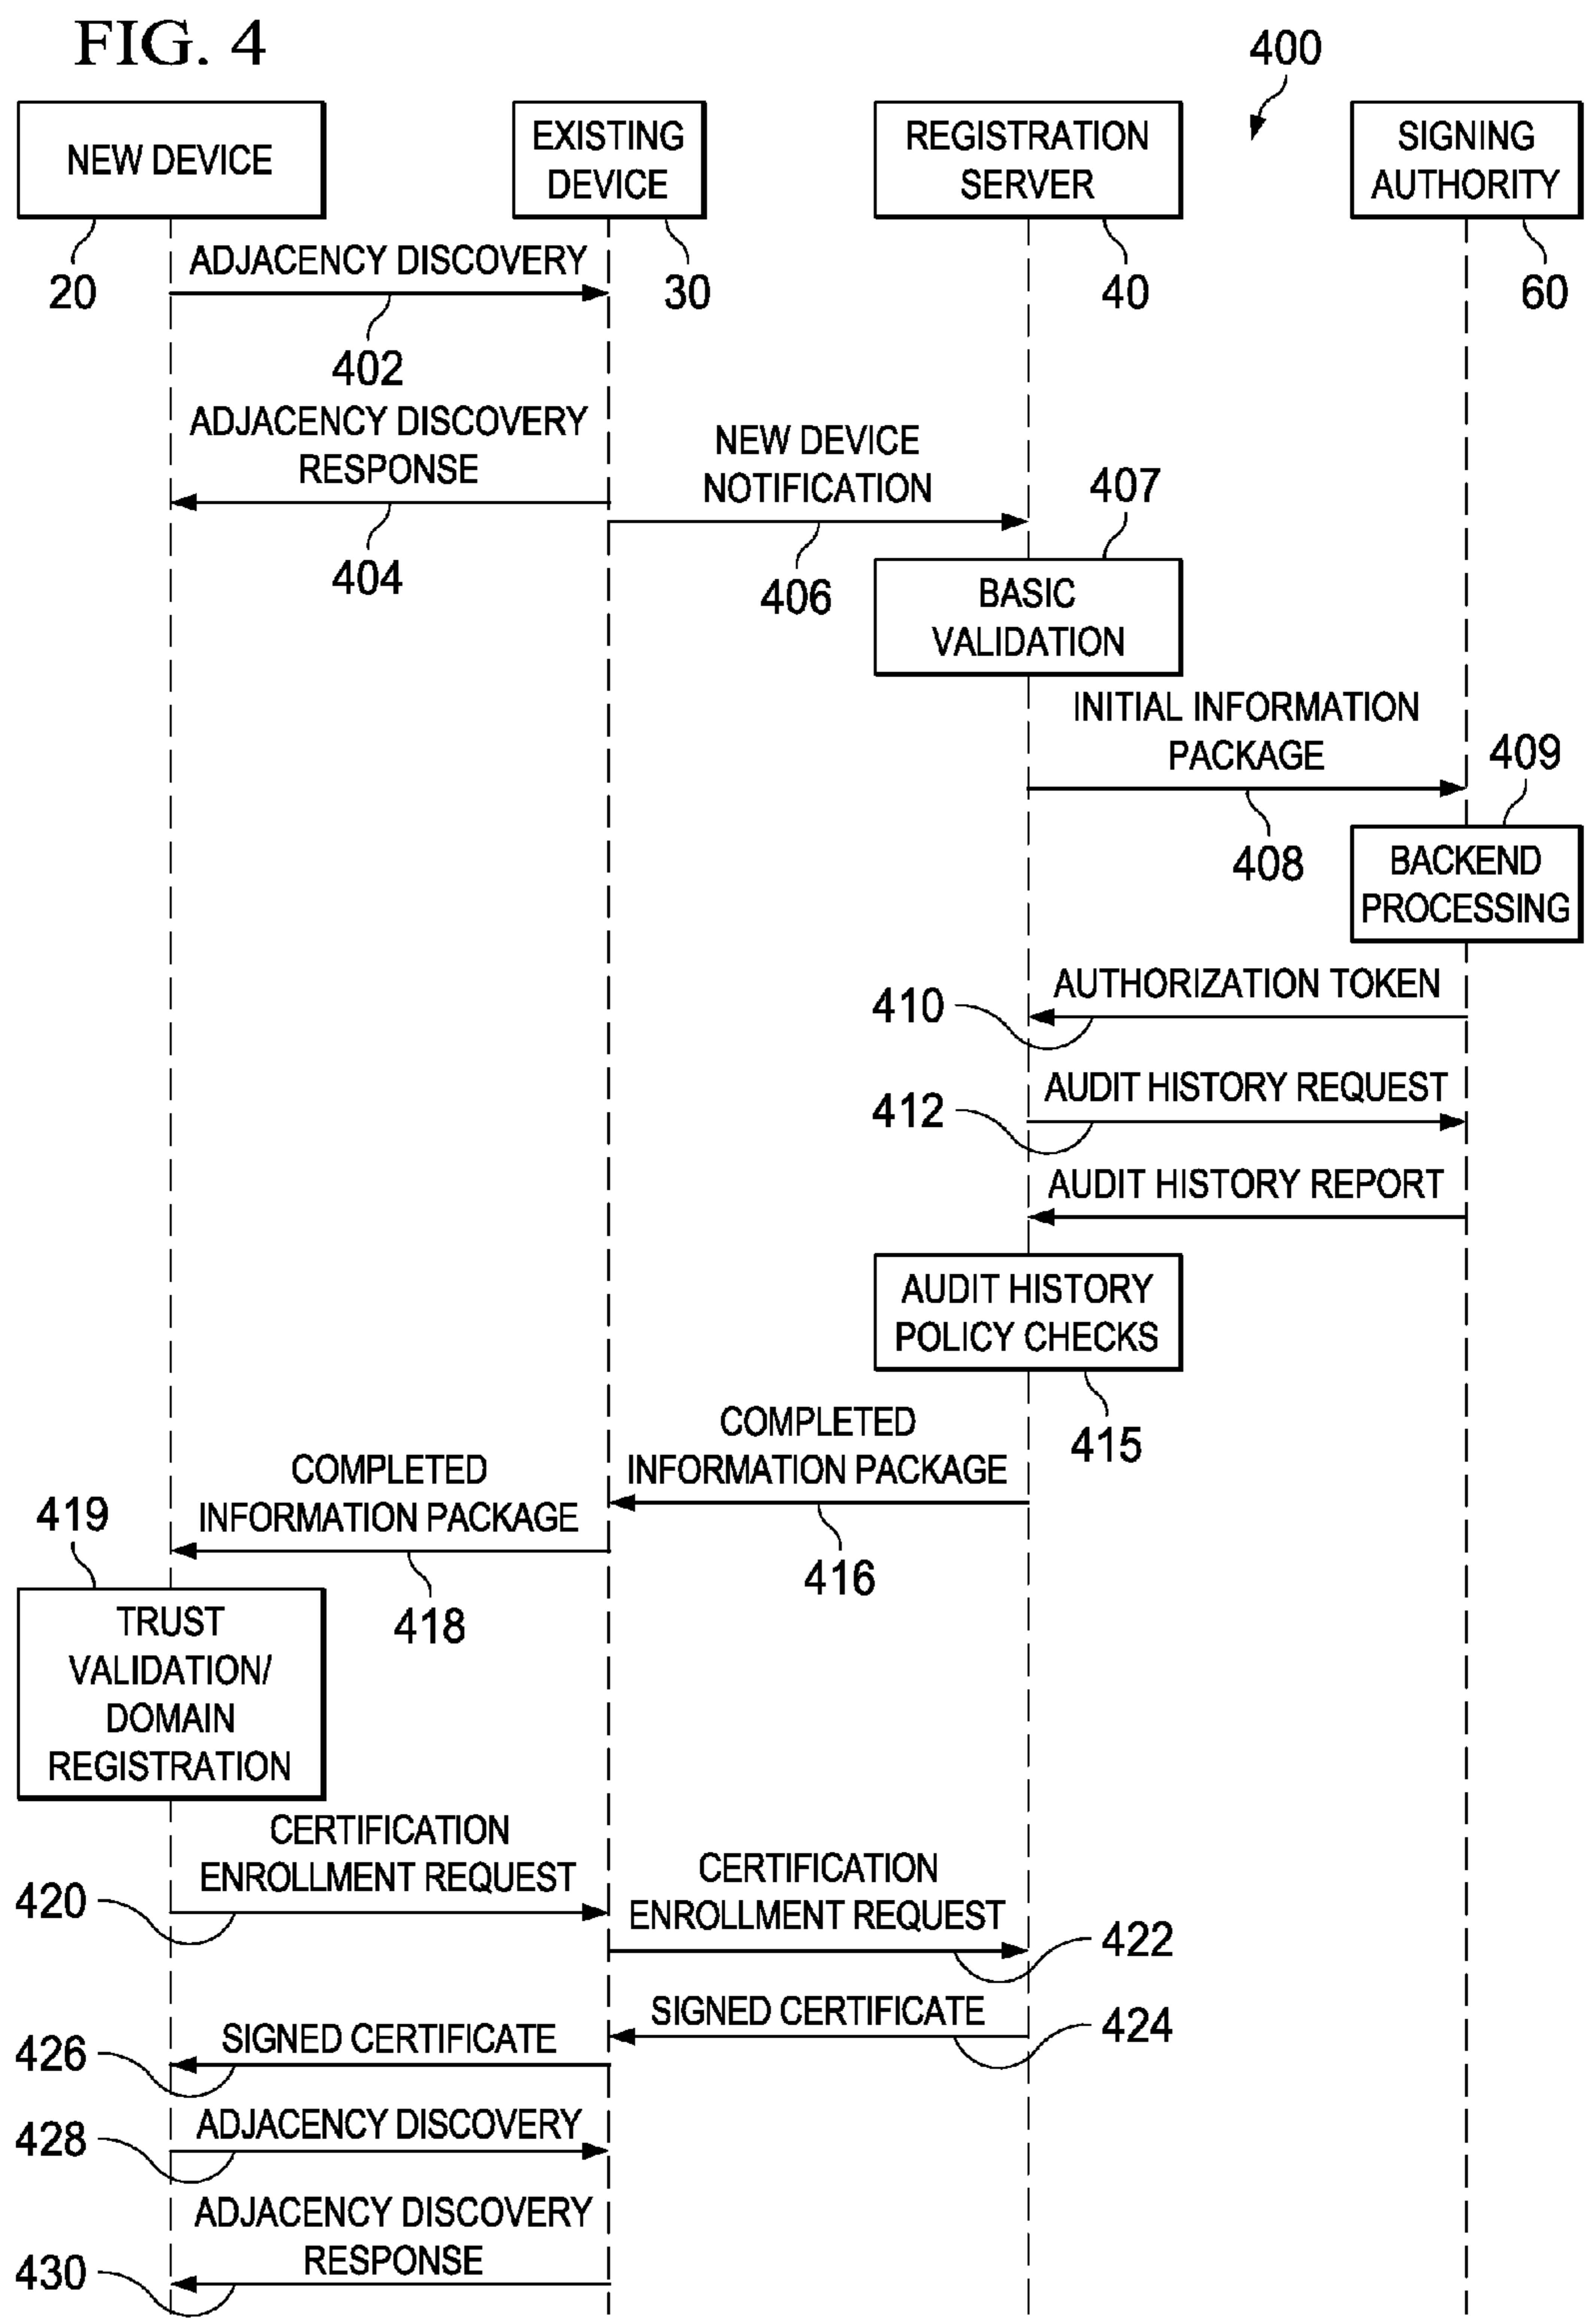 FIG. 4
400
NEW DEVICE
EXISTING
DEVICE
REGISTRATION
SERVER
SIGNING
AUTHORITY
20
30
40
60
ADJACENCY DISCOVERY
402
ADJACENCY DISCOVERY
RESPONSE
404
NEW DEVICE
NOTIFICATION
406
407
BASIC
VALIDATION
INITIAL INFORMATION
PACKAGE
408
409
BACKEND
PROCESSING
AUTHORIZATION TOKEN
410
AUDIT HISTORY REQUEST
412
AUDIT HISTORY REPORT
AUDIT HISTORY
POLICY CHECKS
415
COMPLETED
INFORMATION PACKAGE
416
COMPLETED
INFORMATION PACKAGE
418
419
TRUST
VALIDATION/
DOMAIN
REGISTRATION
CERTIFICATION
ENROLLMENT REQUEST
420
CERTIFICATION
ENROLLMENT REQUEST
422
SIGNED CERTIFICATE
424
SIGNED CERTIFICATE
426
ADJACENCY DISCOVERY
428
ADJACENCY DISCOVERY
RESPONSE
430